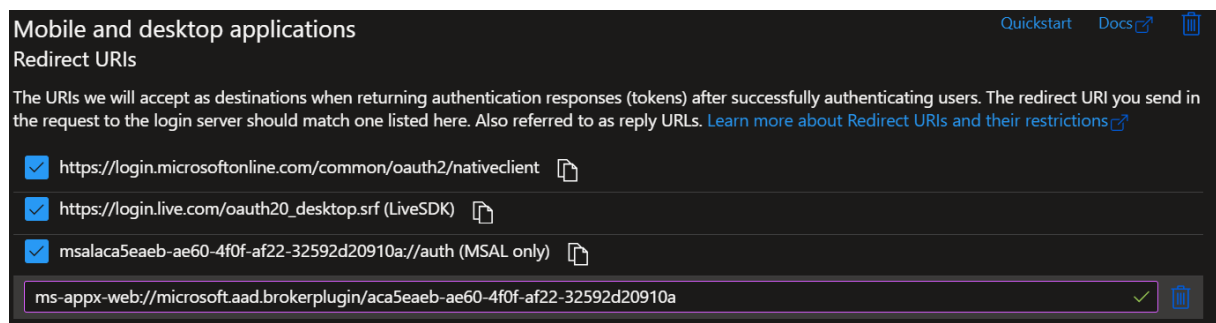 Mobile and desktop applications
Quickstart Docs
Redirect URIs
The URIs we will accept as destinations when returning authentication responses (tokens) after successfully authenticating users. The redirect URI you send in
the request to the login server should match one listed here. Also referred to as reply URLs. Learn more about Redirect URIs and their restrictions
https://login.microsoftonline.com/common/oauth2/nativeclient
https://login.live.com/oauth20_desktop.srf (LiveSDK)
msalaca5eaeb-ae60-4f0f-af22-32592d20910a://auth (MSAL only)
ms-appx-web://microsoft.aad.brokerplugin/aca5eaeb-ae60-4f0f-af22-32592d20910a